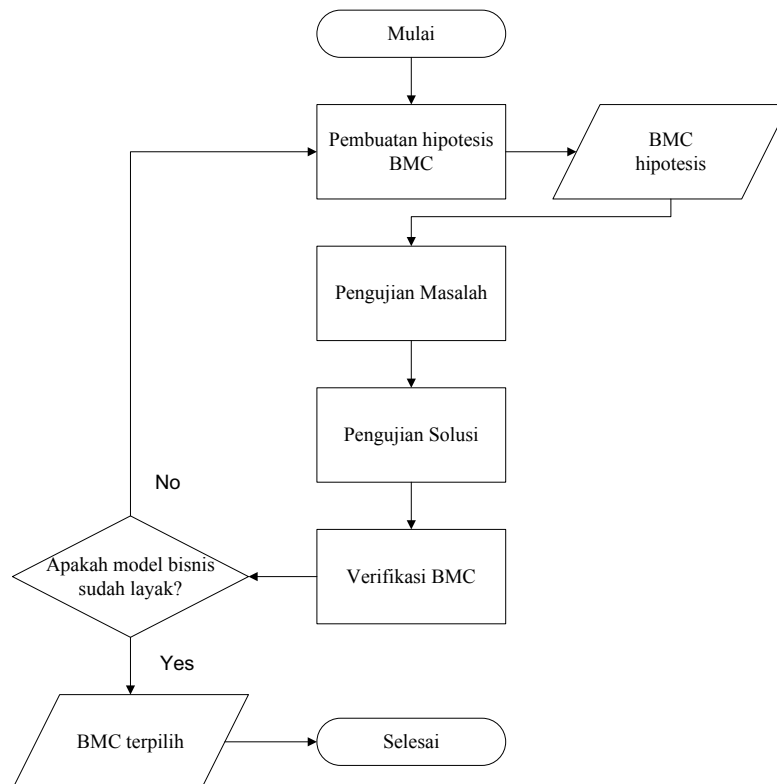 Mulai
Pembuatan hipotesis
BMC
BMC
hipotesis
Pengujian Masalah
Pengujian Solusi
Verifikasi BMC
Apakah model bisnis
sudah layak?
No
Yes
BMC terpilih
Selesai